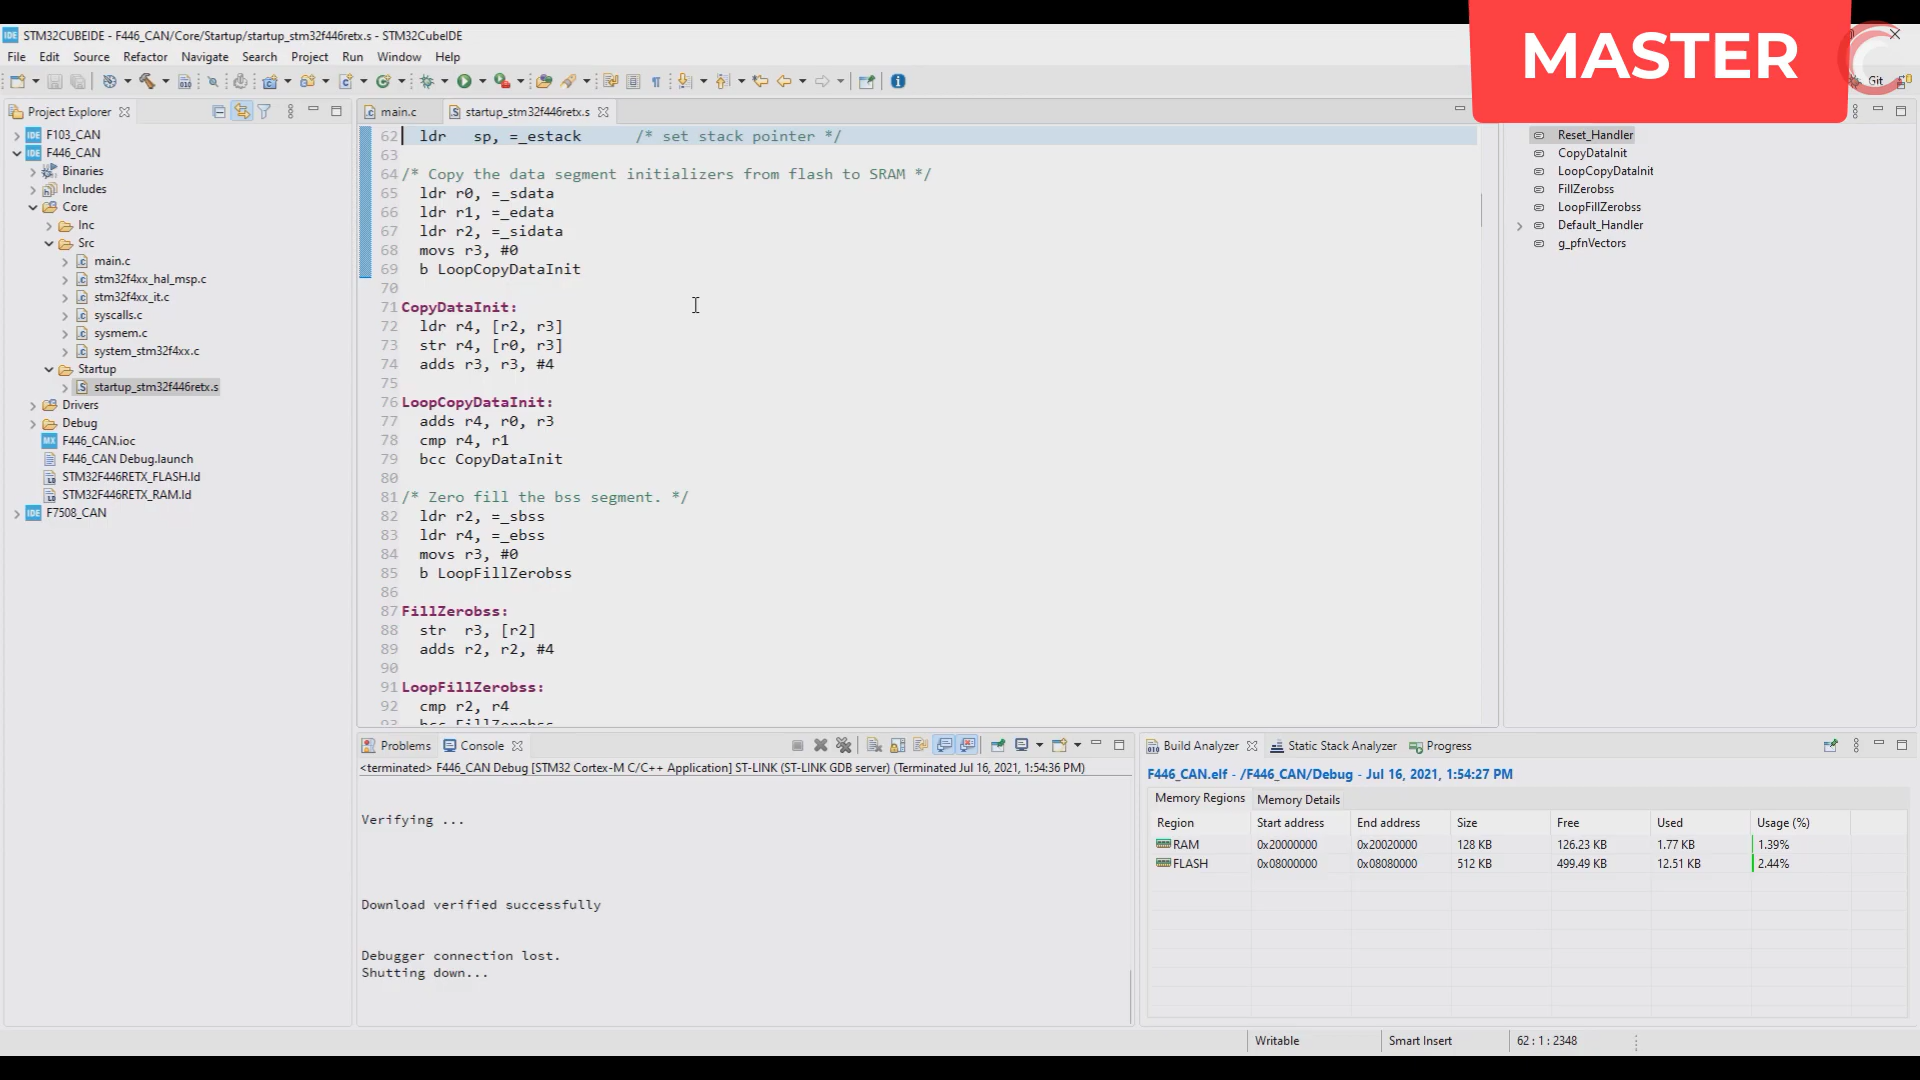 MASTER
IDE STM32CUBEIDE - F446_CAN/Core/Startup/startup_stm32f446retx.s - STM32CubeIDE
File Edit Source Refactor Navigate Search Project Run Window Help
Git
Project Explorer
main.c startup_stm32f446retx.s
F103_CAN
F446_CAN
Binaries
Includes
Core
Inc
Src
main.c
stm32f4xx_hal_msp.c
stm32f4xx_it.c
syscalls.c
sysmem.c
system_stm32f4xx.c
Startup
startup_stm32f446retx.s
Drivers
Debug
F446_CAN.ioc
F446_CAN Debug.launch
STM32F446RETX_FLASH.ld
STM32F446RETX_RAM.ld
F7508_CAN
62 ldr sp, =_estack /* set stack pointer */
63
64 /* Copy the data segment initializers from flash to SRAM */
65 ldr r0, =_sdata
66 ldr r1, =_edata
67 ldr r2, =_sidata
68 movs r3, #0
69 b LoopCopyDataInit
70
71 CopyDataInit:
72 ldr r4, [r2, r3]
73 str r4, [r0, r3]
74 adds r3, r3, #4
75
76 LoopCopyDataInit:
77 adds r4, r0, r3
78 cmp r4, r1
79 bcc CopyDataInit
80
81 /* Zero fill the bss segment. */
82 ldr r2, =_sbss
83 ldr r4, =_ebss
84 movs r3, #0
85 b LoopFillZerobss
86
87 FillZerobss:
88 str r3, [r2]
89 adds r2, r2, #4
90
91 LoopFillZerobss:
92 cmp r2, r4
93 bcc FillZerobss
Reset_Handler
CopyDataInit
LoopCopyDataInit
FillZerobss
LoopFillZerobss
Default_Handler
g_pfnVectors
Problems Console
<terminated> F446_CAN Debug [STM32 Cortex-M C/C++ Application] ST-LINK (ST-LINK GDB server) (Terminated Jul 16, 2021, 1:54:36 PM)
Verifying ...
Download verified successfully
Debugger connection lost.
Shutting down...
Build Analyzer Static Stack Analyzer Progress
F446_CAN.elf - /F446_CAN/Debug - Jul 16, 2021, 1:54:27 PM
Memory Regions Memory Details
Region Start address End address Size Free Used Usage (%)
RAM 0x20000000 0x20020000 128 KB 126.23 KB 1.77 KB 1.39%
FLASH 0x08000000 0x08080000 512 KB 499.49 KB 12.51 KB 2.44%
Writable Smart Insert 62 : 1 : 2348